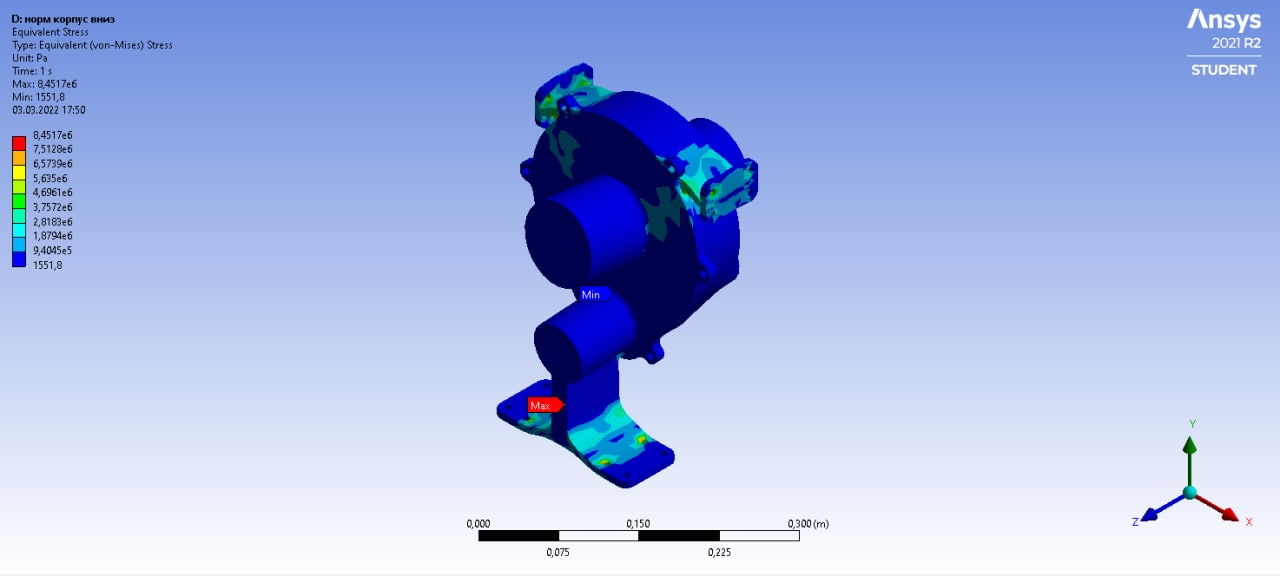 D: норм корпус вниз
Equivalent Stress
Type: Equivalent (von-Mises) Stress
Unit: Pa
Time: 1 s
Max: 8,4517e6
Min: 1551,8
03.03.2022 17:50
8,4517e6
7,5128e6
6,5739e6
5,635e6
4,6961e6
3,7572e6
2,8183e6
1,8794e6
9,4045e5
1551,8
Ansys
2021 R2
STUDENT
Min
Max
0,000
0,150
0,300 (m)
0,075
0,225
Y
Z
X